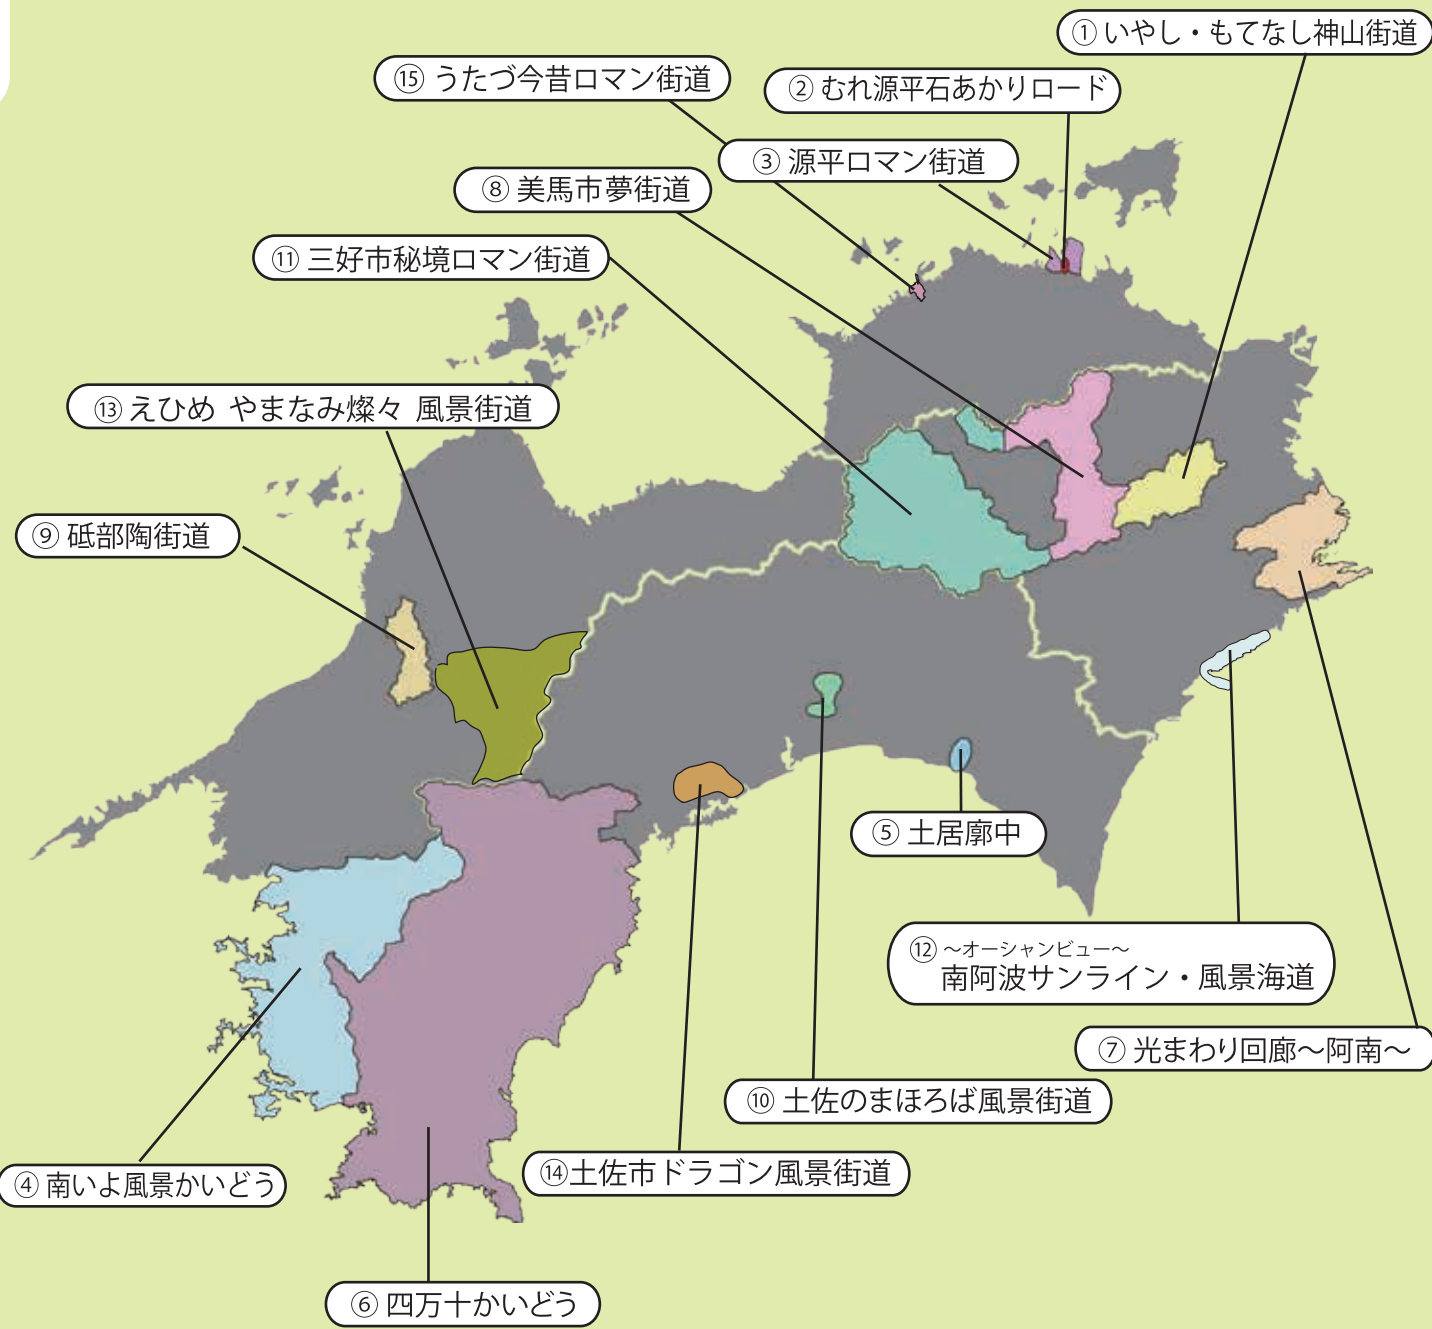 ① いやし・もてなし神山街道
⑮ うたづ今昔ロマン街道
② むれ源平石あかりロード
③ 源平ロマン街道
⑧ 美馬市夢街道
⑪ 三好市秘境ロマン街道
⑬ えひめ やまなみ燦々 風景街道
⑨ 砥部陶街道
⑤ 土居廓中
⑫ ～オーシャンビュー～
南阿波サンライン・風景海道
⑦ 光まわり回廊～阿南～
⑩ 土佐のまほろば風景街道
⑭土佐市ドラゴン風景街道
④ 南いよ風景かいどう
⑥ 四万十かいどう